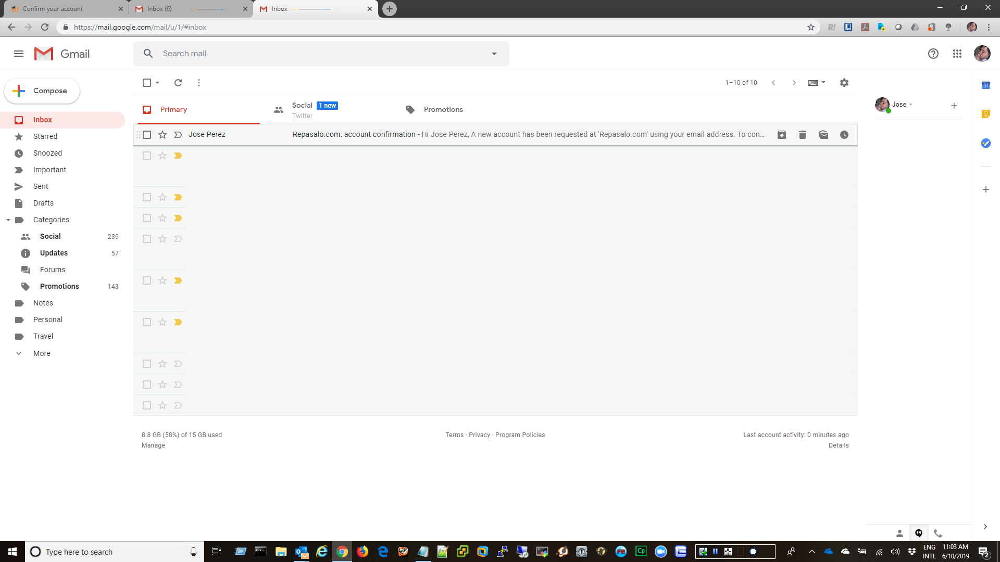 Confirm your account
Inbox (6)
Inbox
https://mail.google.com/mail/u/1/#inbox
Gmail
Search mail
Compose
1–10 of 10
Inbox
Starred
Snoozed
Important
Sent
Drafts
Categories
Social 239
Updates 57
Forums
Promotions 143
Notes
Personal
Travel
More
Primary
Social 1 new
Twitter
Promotions
Jose Perez Repasalo.com: account confirmation - Hi Jose Perez, A new account has been requested at 'Repasalo.com' using your email address. To con...
8.8 GB (58%) of 15 GB used
Manage
Terms · Privacy · Program Policies
Last account activity: 0 minutes ago
Details
Jose
31
Type here to search
ENG
INTL
11:03 AM
6/10/2019
2